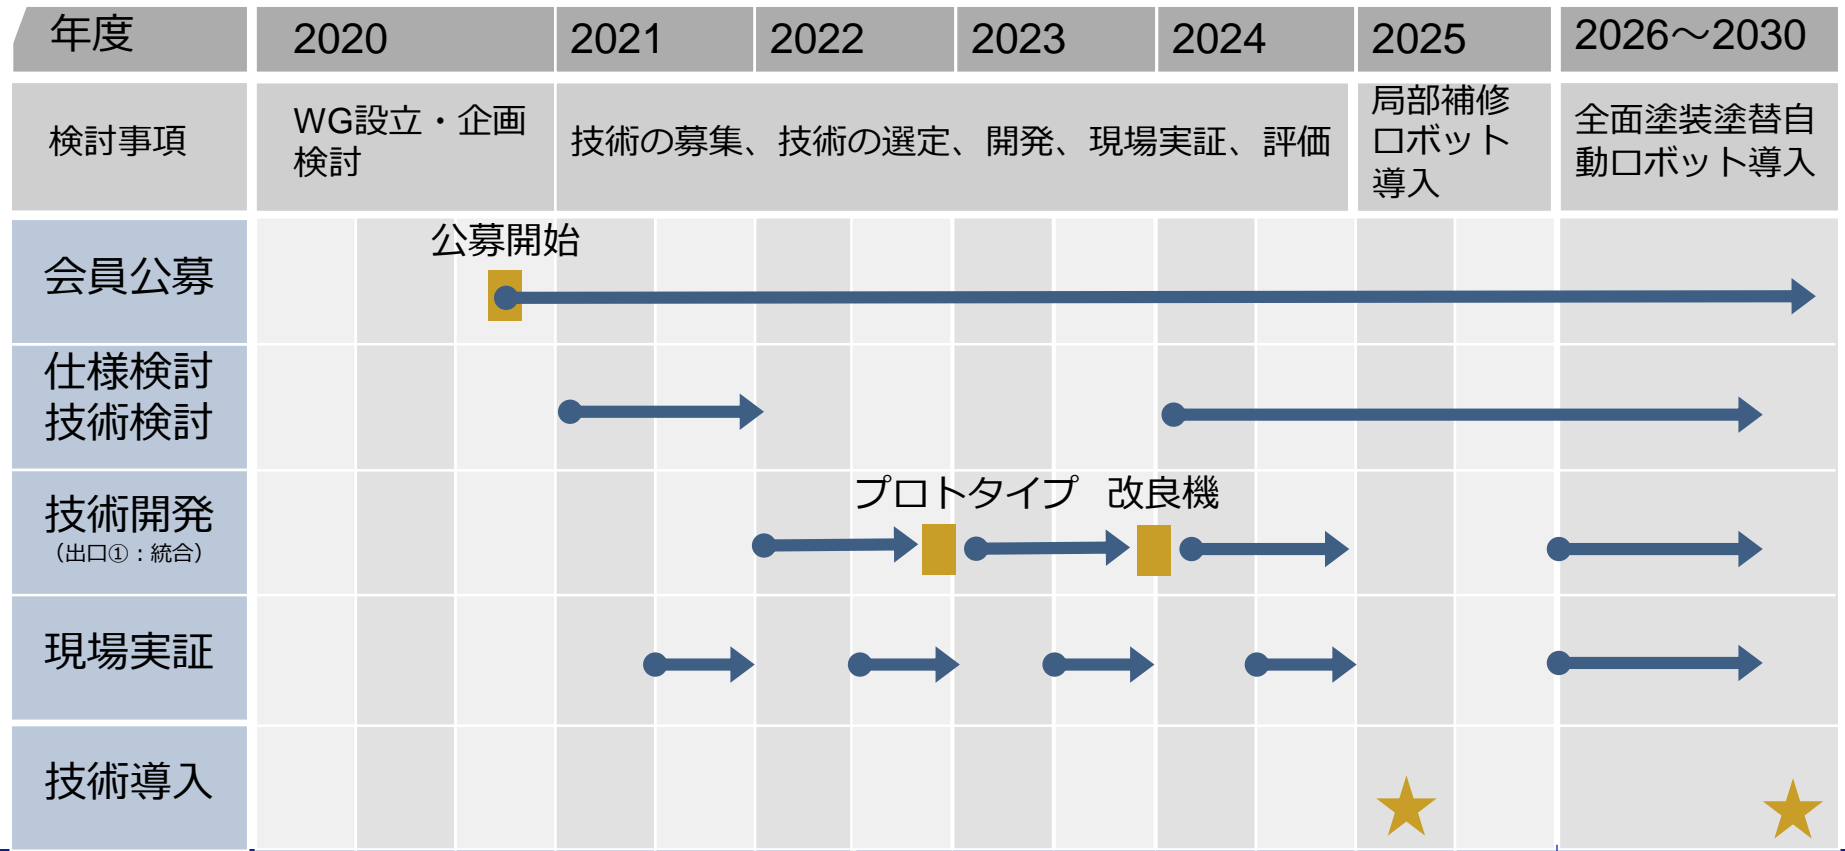 年度
2020
2021
2022
2023
2024
2025
2026～2030
検討事項
WG設立・企画
検討
技術の募集、技術の選定、開発、現場実証、評価
局部補修
ロボット
導入
全面塗装塗替自
動ロボット導入
会員公募
公募開始
仕様検討
技術検討
技術開発
（出口①：統合）
プロトタイプ
改良機
現場実証
技術導入